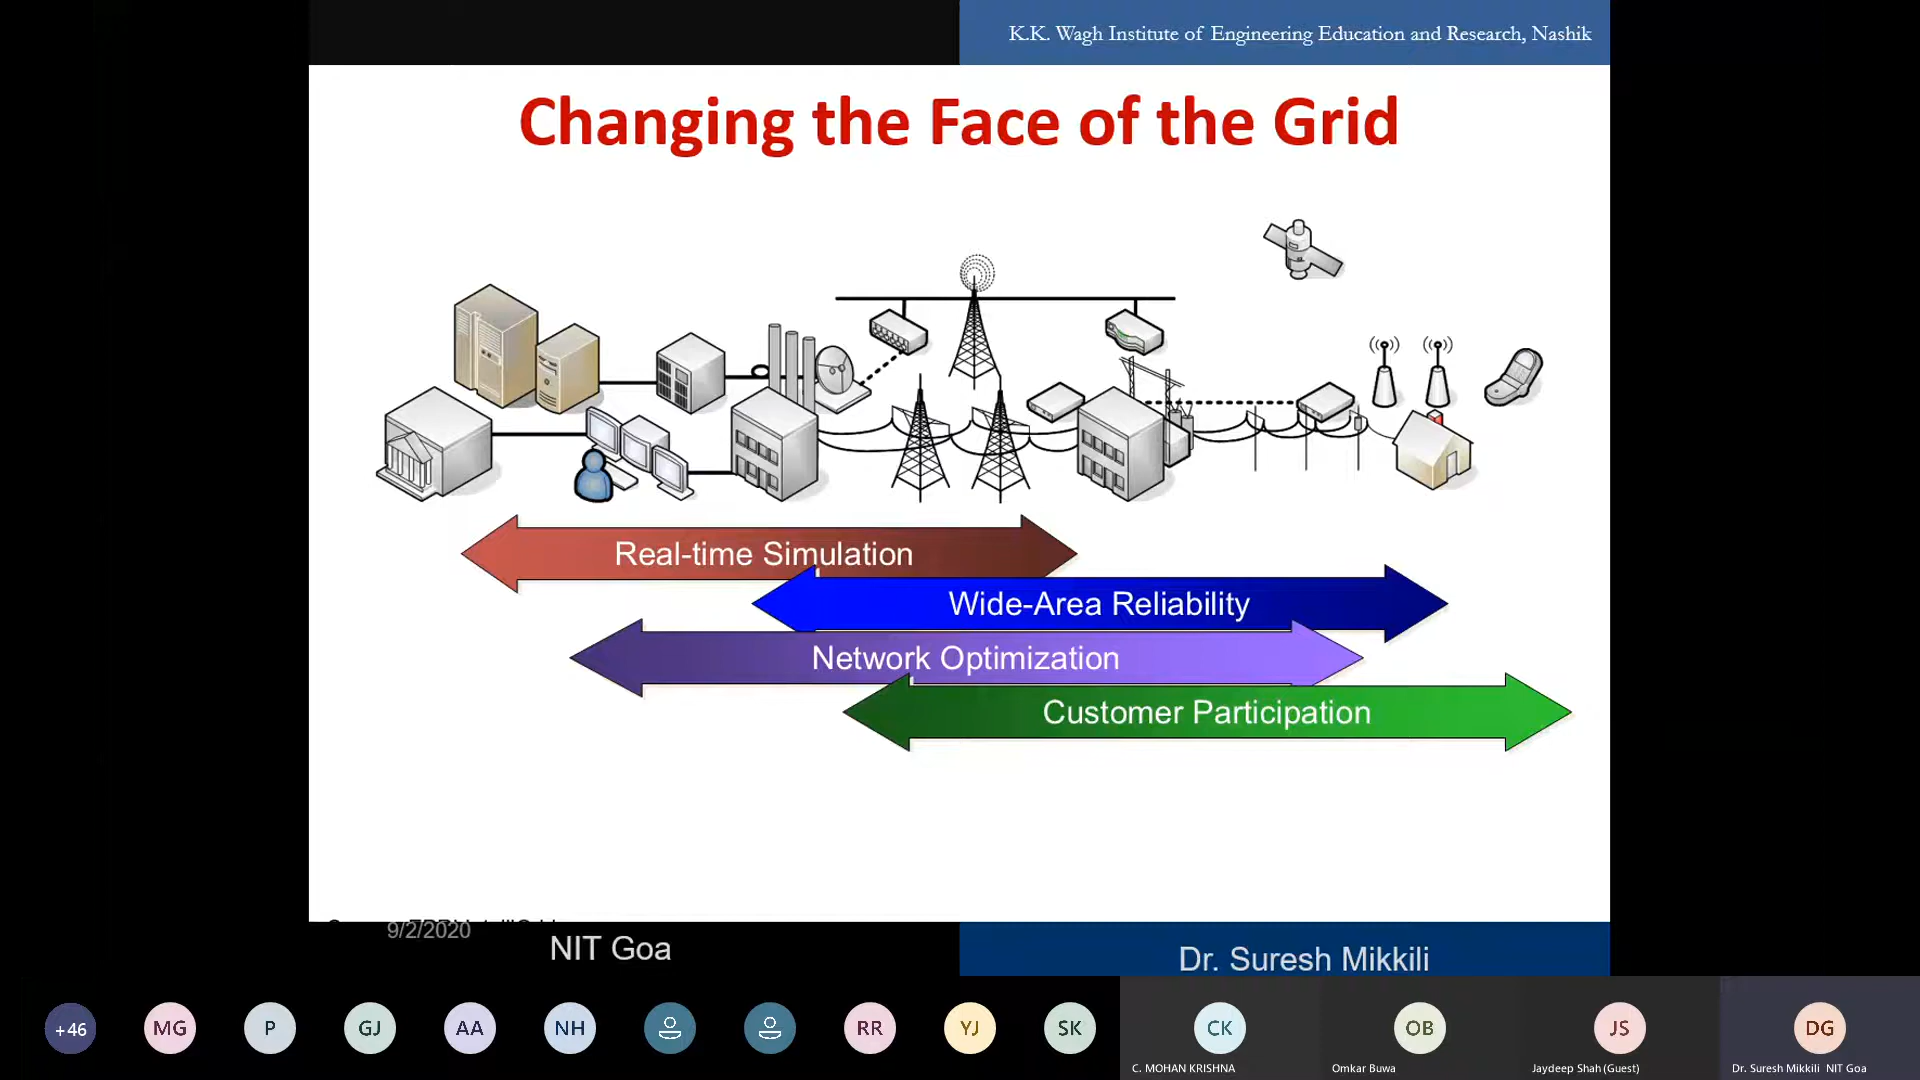 K.K. Wagh Institute of Engineering Education and Research, Nashik
Changing the Face of the Grid
Real-time Simulation
Wide-Area Reliability
Network Optimization
Customer Participation
9/2/2020
NIT Goa
Dr. Suresh Mikkili
+46
MG
P
GJ
AA
NH
RR
YJ
SK
CK
OB
JS
DG
C. MOHAN KRISHNA
Omkar Buwa
Jaydeep Shah (Guest)
Dr. Suresh Mikkili NIT Goa